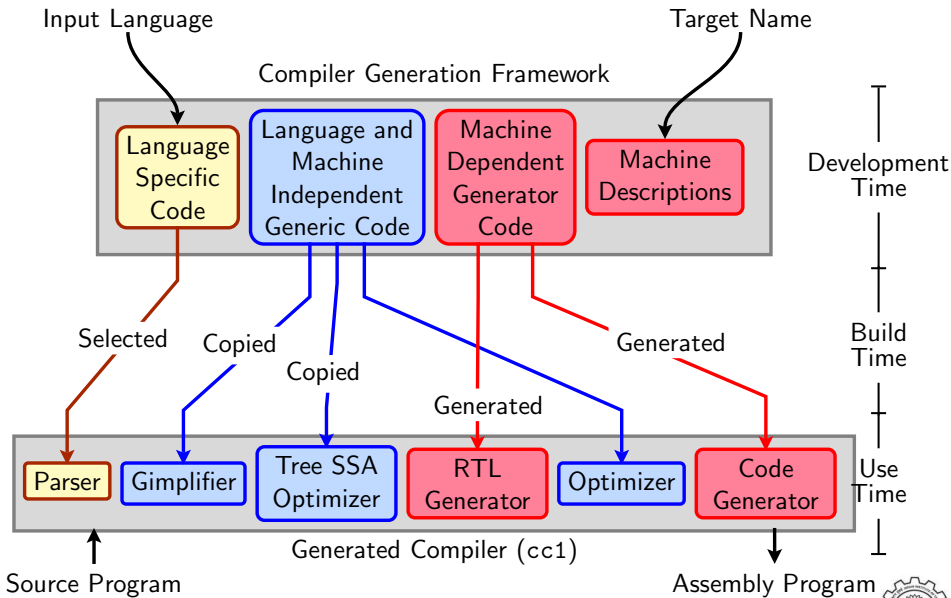 Input Language
Target Name
Compiler Generation Framework
Language
Specific
Code
Language and
Machine
Independent
Generic Code
Machine
Dependent
Generator
Code
Machine
Descriptions
Development
Time
Selected
Copied
Copied
Generated
Generated
Build
Time
Parser
Gimplifier
Tree SSA
Optimizer
RTL
Generator
Optimizer
Code
Generator
Use
Time
Generated Compiler (cc1)
Source Program
Assembly Program